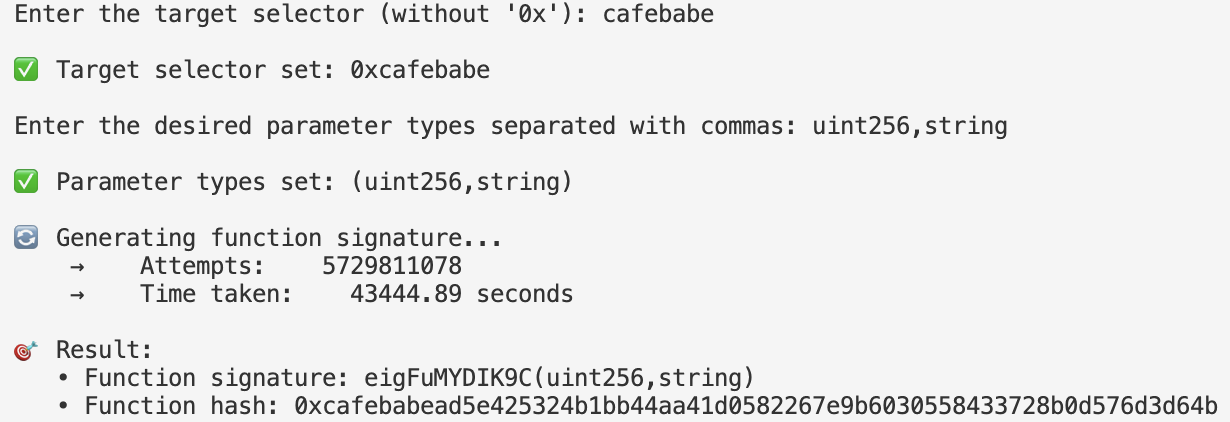 Enter the target selector (without '0x'): cafebabe
✅ Target selector set: 0xcafebabe
Enter the desired parameter types separated with commas: uint256,string
✅ Parameter types set: (uint256,string)
🔄 Generating function signature...
→ Attempts: 5729811078
→ Time taken: 43444.89 seconds
🎯 Result:
• Function signature: eigFuMYDIK9C(uint256,string)
• Function hash: 0xcafebabead5e425324b1bb44aa41d0582267e9b6030558433728b0d576d3d64b